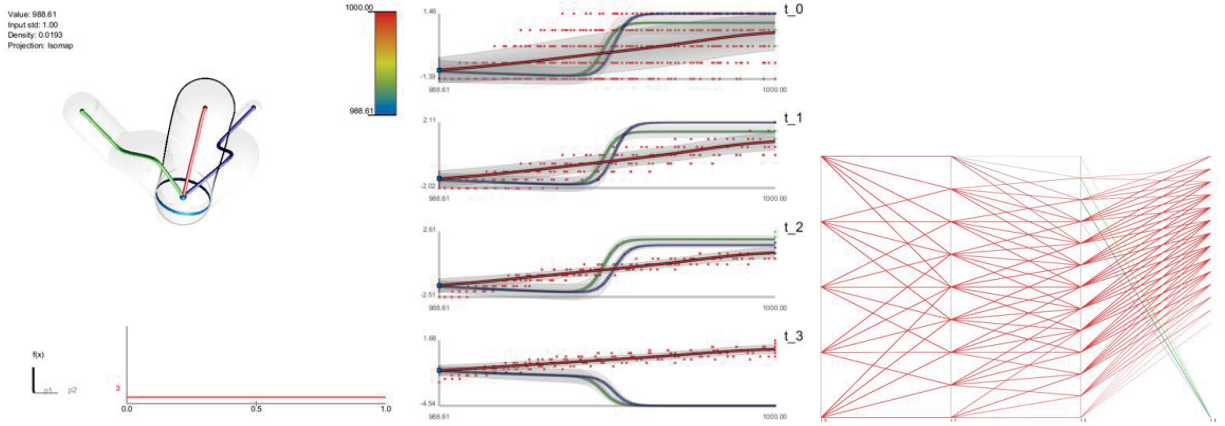 Value: 988.61
Input std: 1.00
Density: 0.0193
Projection: Isomap
1000.00
988.61
f(x)
p1
p2
3
0.0
0.5
1.0
1.46
t_0
-1.39
988.61
1000.00
2.11
t_1
-2.02
988.61
1000.00
2.61
t_2
-2.51
988.61
1000.00
1.68
t_3
-4.54
988.61
1000.00